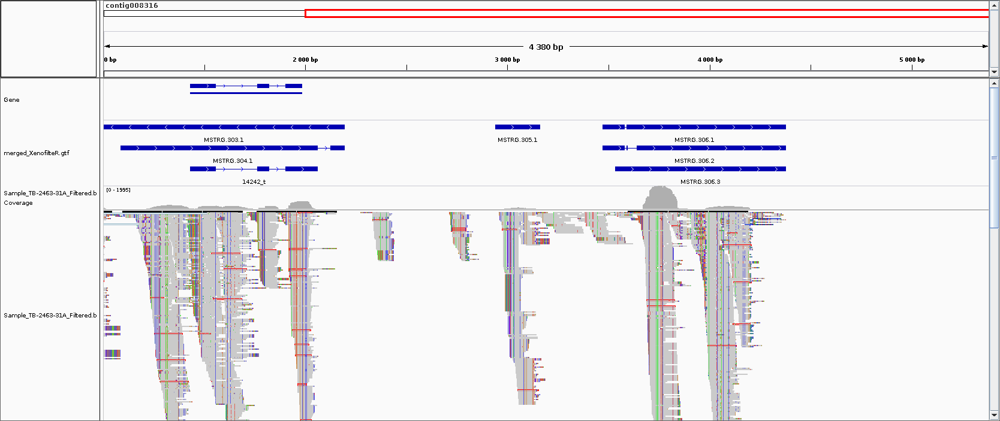 contig008316
4 380 bp
0 bp
2 000 bp
3 000 bp
4 000 bp
5 000 bp
Gene
MSTRG.303.1
MSTRG.305.1
MSTRG.306.1
merged_XenofilteR.gtf
MSTRG.304.1
MSTRG.306.2
14242_t
MSTRG.306.3
[0 - 1995]
Sample_TB-2463-31A_Filtered.b
Coverage
Sample_TB-2463-31A_Filtered.b